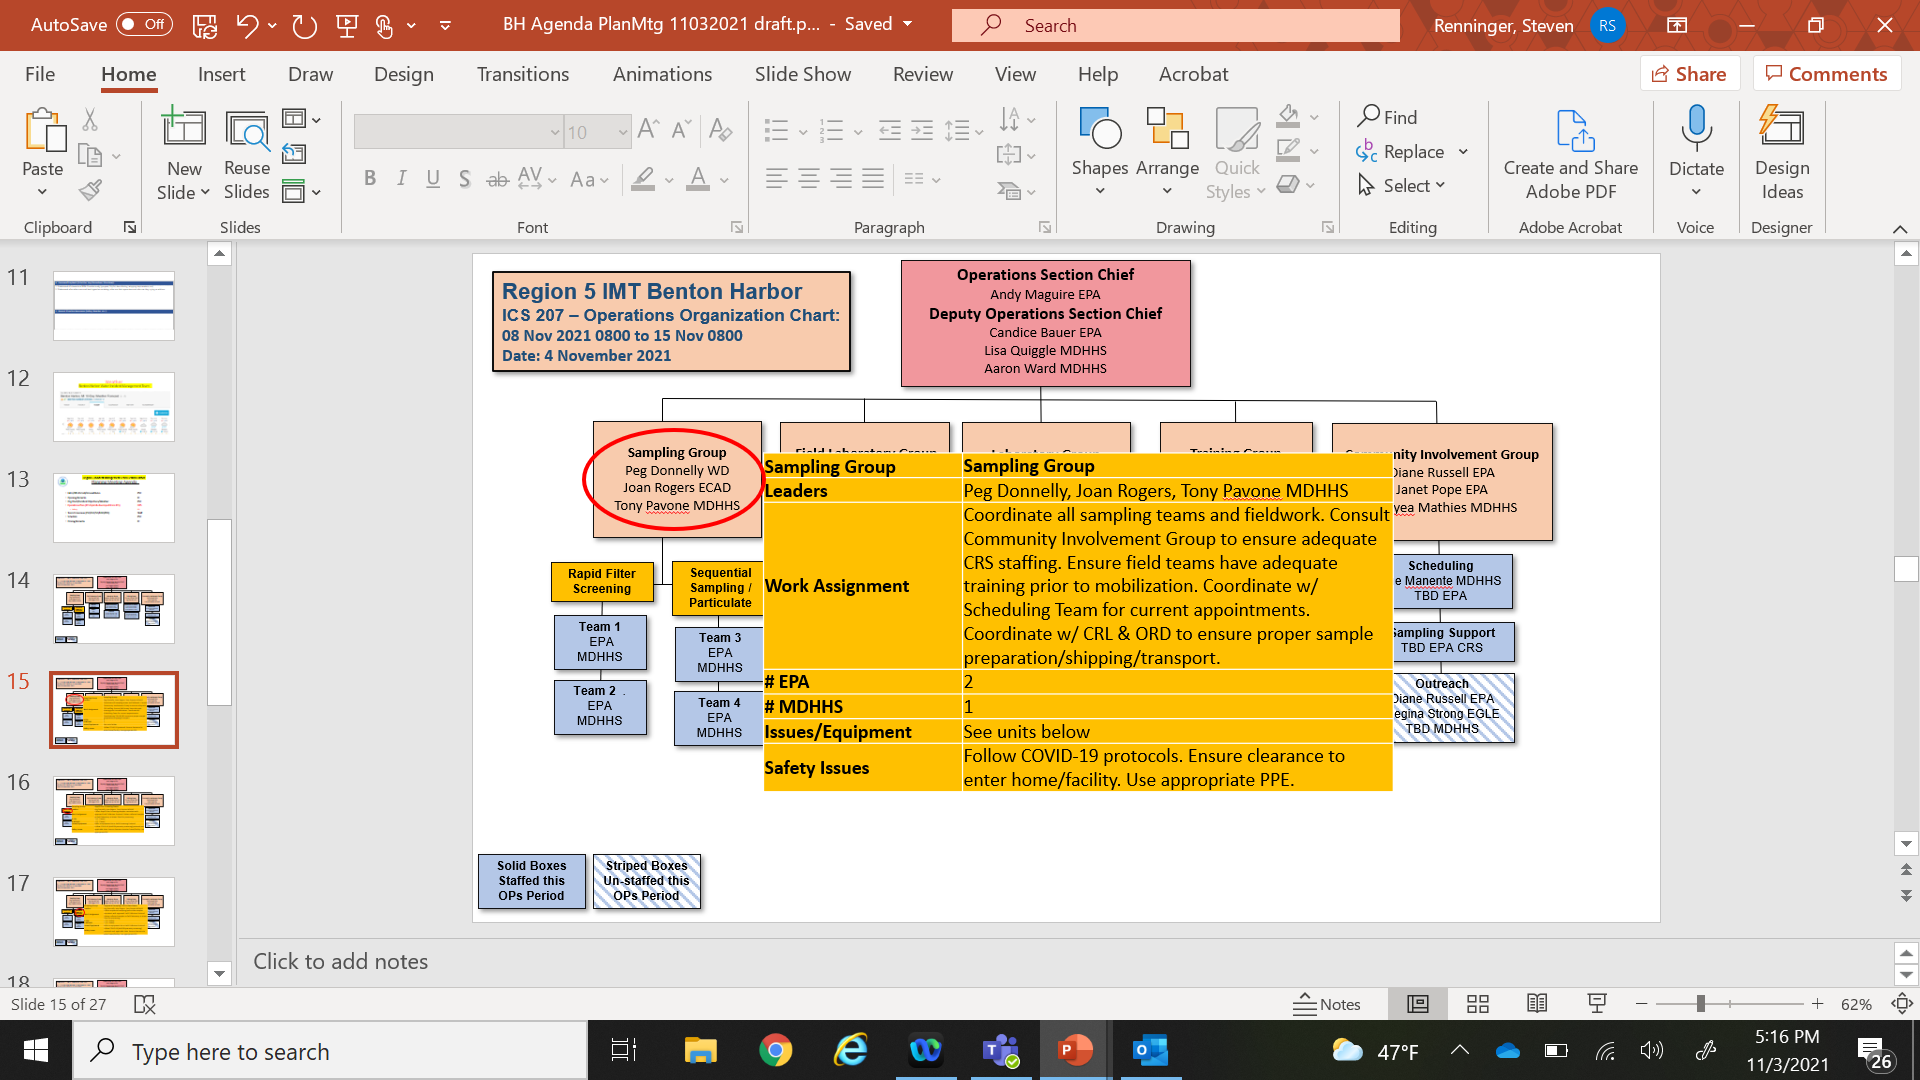 AutoSave Off
BH Agenda PlanMtg 11032021 draft.p... - Saved
Search
Renninger, Steven RS
File Home Insert Draw Design Transitions Animations Slide Show Review View Help Acrobat
Share Comments
Paste
New Slide
Reuse Slides
10
Shapes Arrange Quick Styles
Find
Replace
Select
Create and Share Adobe PDF
Dictate
Design Ideas
Clipboard Slides Font Paragraph Drawing Editing Adobe Acrobat Voice Designer
11
12
13
14
15
16
17
18
Region 5 IMT Benton Harbor
ICS 207 – Operations Organization Chart:
08 Nov 2021 0800 to 15 Nov 0800
Date: 4 November 2021
Operations Section Chief
Andy Maguire EPA
Deputy Operations Section Chief
Candice Bauer EPA
Lisa Quiggle MDHHS
Aaron Ward MDHHS
Sampling Group
Peg Donnelly WD
Joan Rogers ECAD
Tony Pavone MDHHS
Involvement Group
Russell EPA
Janet Pope EPA
Mathies MDHHS
Rapid Filter
Screening
Team 1
EPA
MDHHS
Team 2 .
EPA
MDHHS
Sequential
Sampling /
Particulate
Team 3
EPA
MDHHS
Team 4
EPA
MDHHS
Sampling Group Sampling Group
Leaders Peg Donnelly, Joan Rogers, Tony Pavone MDHHS
Work Assignment
Coordinate all sampling teams and fieldwork. Consult
Community Involvement Group to ensure adequate
CRS staffing. Ensure field teams have adequate
training prior to mobilization. Coordinate w/
Scheduling Team for current appointments.
Coordinate w/ CRL & ORD to ensure proper sample
preparation/shipping/transport.
# EPA 2
# MDHHS 1
Issues/Equipment See units below
Safety Issues
Follow COVID-19 protocols. Ensure clearance to
enter home/facility. Use appropriate PPE.
Scheduling
Manente MDHHS
TBD EPA
Sampling Support
TBD EPA CRS
Outreach
Diane Russell EPA
Strong EGLE
TBD MDHHS
Solid Boxes
Staffed this
OPs Period
Striped Boxes
Un-staffed this
OPs Period
Click to add notes
Slide 15 of 27
Notes
62%
Type here to search
47°F
5:16 PM
11/3/2021
26